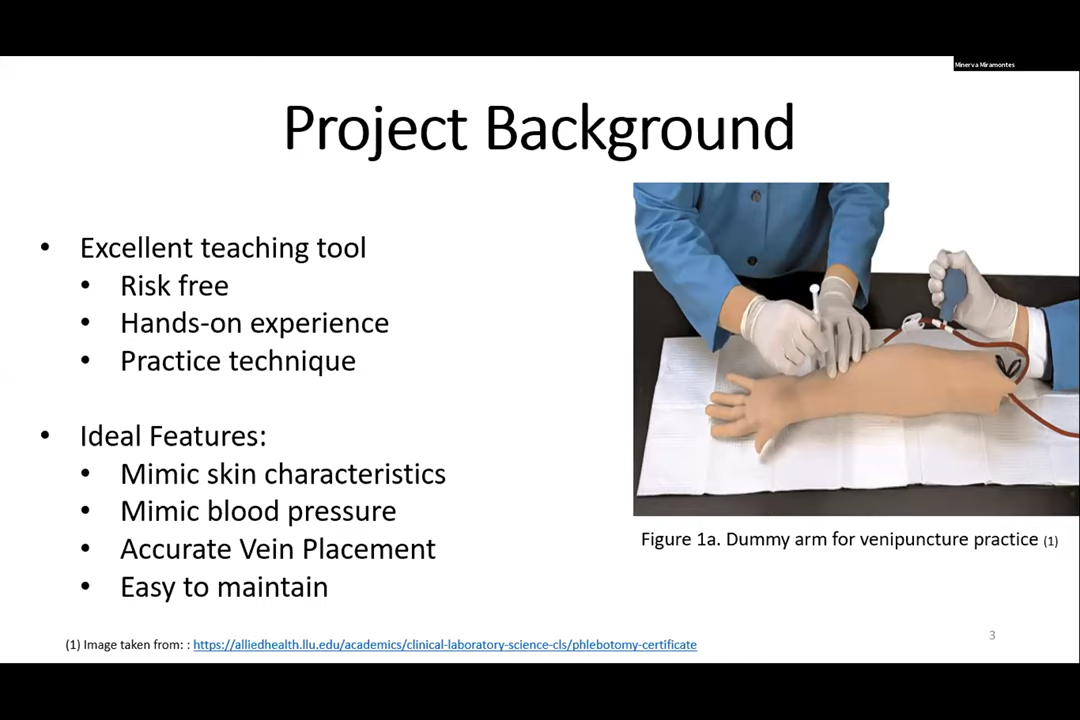 Minerva Miramontes
Project Background
• Excellent teaching tool
• Risk free
• Hands-on experience
• Practice technique
• Ideal Features:
• Mimic skin characteristics
• Mimic blood pressure
• Accurate Vein Placement
• Easy to maintain
Figure 1a. Dummy arm for venipuncture practice (1)
(1) Image taken from: : https://alliedhealth.llu.edu/academics/clinical-laboratory-science-cls/phlebotomy-certificate
3